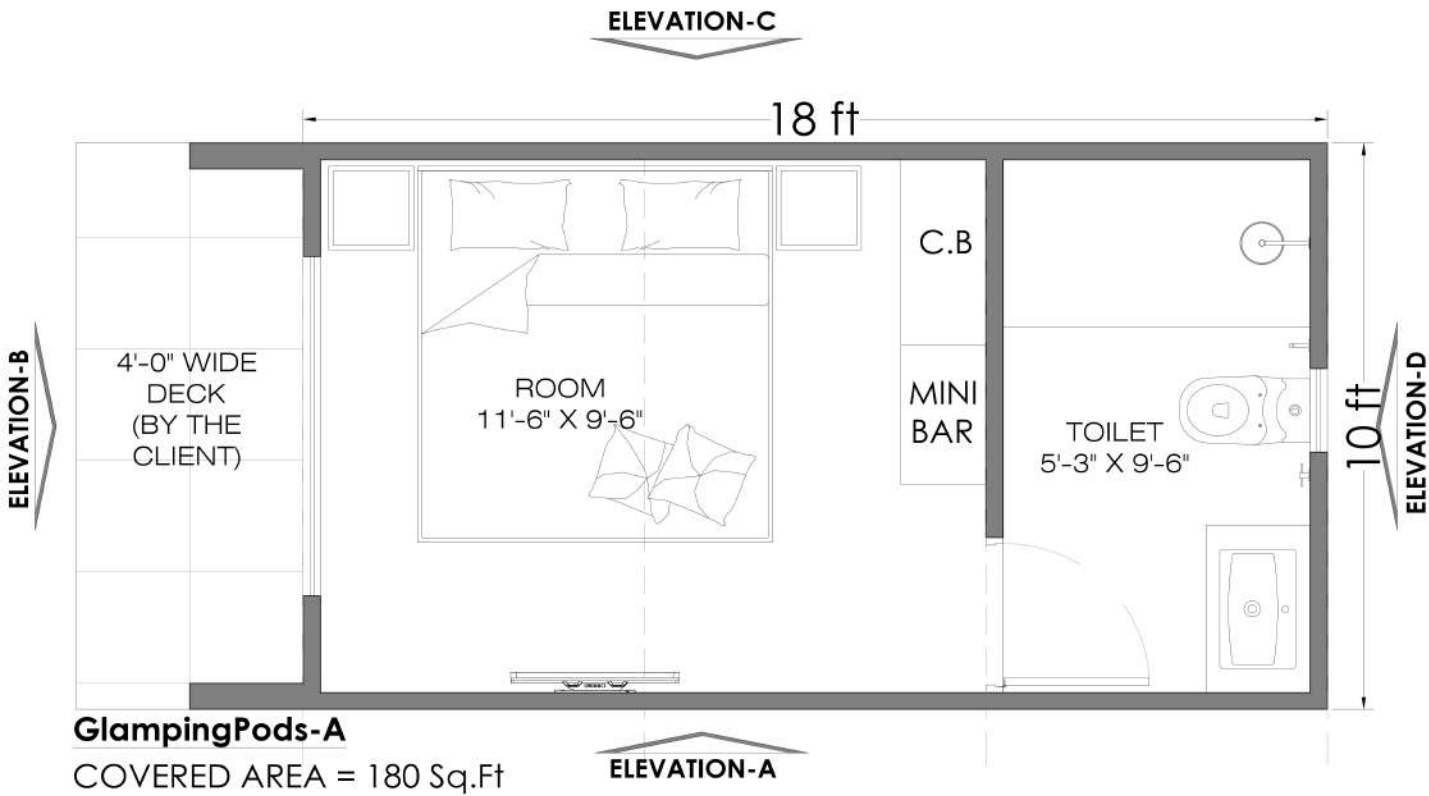 ELEVATION-C
18 ft
C.B
ELEVATION-B
4'-0" WIDE
DECK
(BY THE
CLIENT)
ROOM
11'-6" X 9'-6"
MINI
BAR
TOILET
5'-3" X 9'-6"
10 ft
ELEVATION-D
GlampingPods-A
COVERED AREA = 180 Sq.Ft
ELEVATION-A